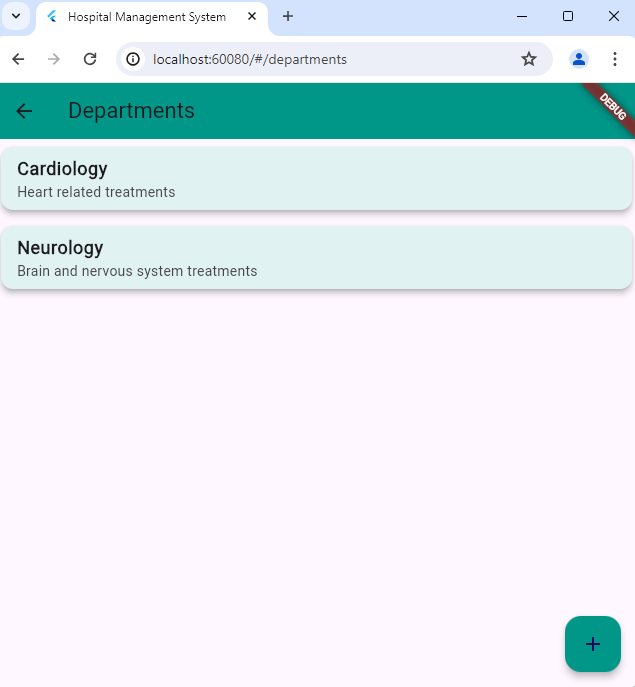 Hospital Management System
localhost:60080/#/departments
Departments
DEBUG
Cardiology
Heart related treatments
Neurology
Brain and nervous system treatments